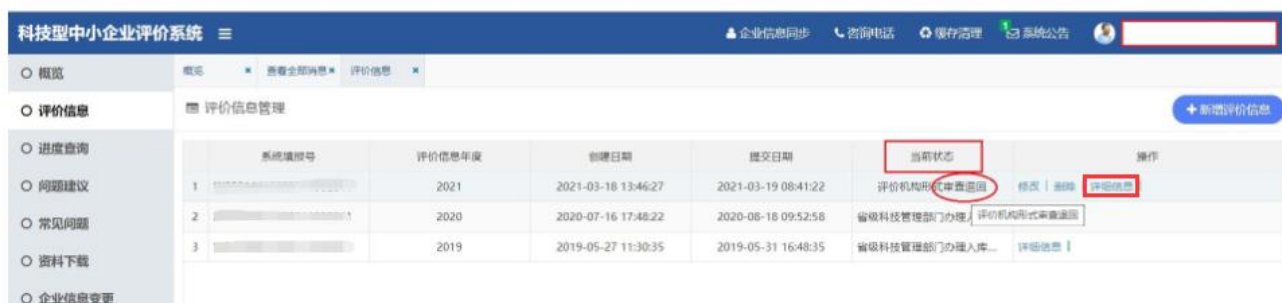 科技型中小企业评价系统 企业信息同步 咨询电话 缓存清理 1 系统公告
概览 概览 查看全部消息 评价信息
评价信息 评价信息管理 新增评价信息
进度查询 系统填报号 评价信息年度 创建日期 提交日期 当前状态 操作
问题建议 1 2021 2021-03-18 13:46:27 2021-03-19 08:41:22 评价机构形式审查退回 修改 | 删除 | 详细信息 |
常见问题 2 2020 2020-07-16 17:48:22 2020-08-18 09:52:58 省级科技管理部门办理入 评价机构形式审查退回
资料下载 3 2019 2019-05-27 11:30:35 2019-05-31 16:48:35 省级科技管理部门办理入库... 详细信息 |
企业信息变更